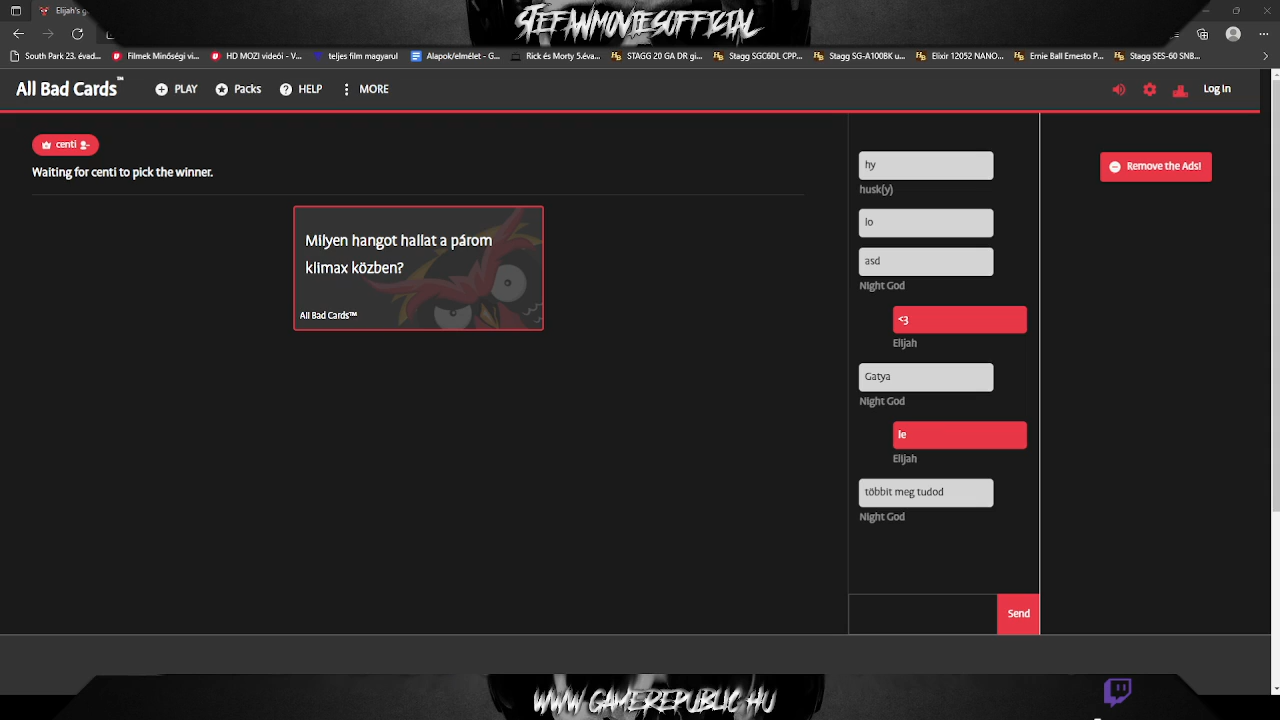 STEFANMOVIESOFFICIAL
Elijah's g
South Park 23. évad...
Filmek Minőségi vi...
HD MOZI videói - V...
teljes film magyarul
Alapok/elmélet - G...
Rick és Morty 5.éva...
STAGG 20 GA DR gi...
Stagg SGC6DL CPP...
Stagg SG-A100BK u...
Elixir 12052 NANO...
Ernie Ball Ernesto P...
Stagg SES-60 SNB...
All Bad Cards™
PLAY
Packs
HELP
MORE
Log In
centi
Waiting for centi to pick the winner.
Milyen hangot hallat a párom
klimax közben?
All Bad Cards™
hy
husk(y)
lo
asd
Night God
<3
Elijah
Gatya
Night God
le
Elijah
többit meg tudod
Night God
Send
Remove the Ads!
WWW GAMEREPUBLIC.HU